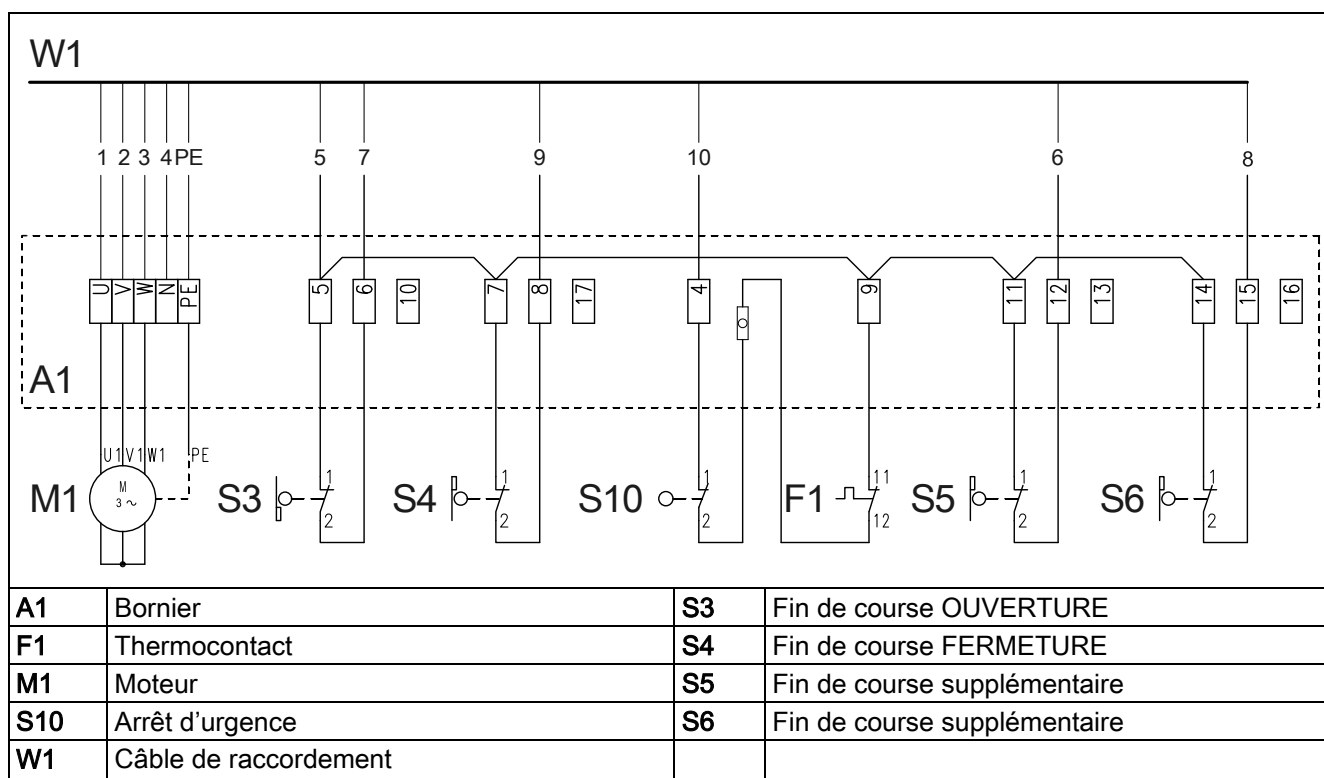 W1
1 2 3 4 PE 5 7 9 10 6 8
U V W N PE 5 6 10 7 8 17 4 9 11 12 13 14 15 16
A1
U1 V1 W1 PE
M1 M 3 ~ S3 1 2 S4 1 2 S10 1 2 F1 11 12 S5 1 2 S6 1 2
A1 Bornier S3 Fin de course OUVERTURE
F1 Thermocontact S4 Fin de course FERMETURE
M1 Moteur S5 Fin de course supplémentaire
S10 Arrêt d'urgence S6 Fin de course supplémentaire
W1 Câble de raccordement